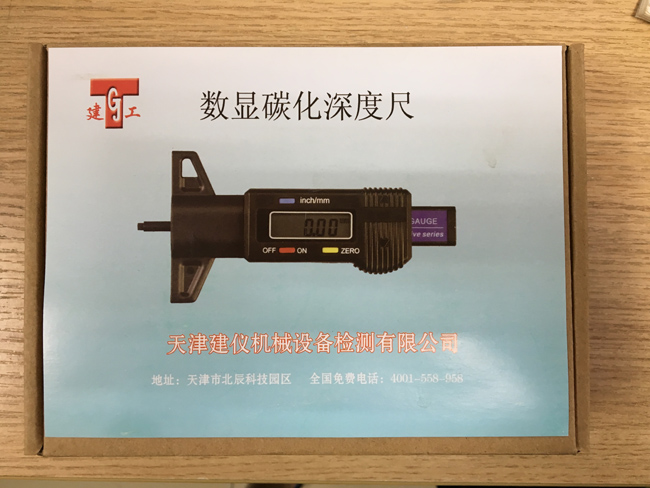 建 GJ 工
数显碳化深度尺
inch/mm
0.00
GAUGE
ve series
OFF ON ZERO
天津建仪机械设备检测有限公司
地址：天津市北辰科技园区 全国免费电话：4001-558-958